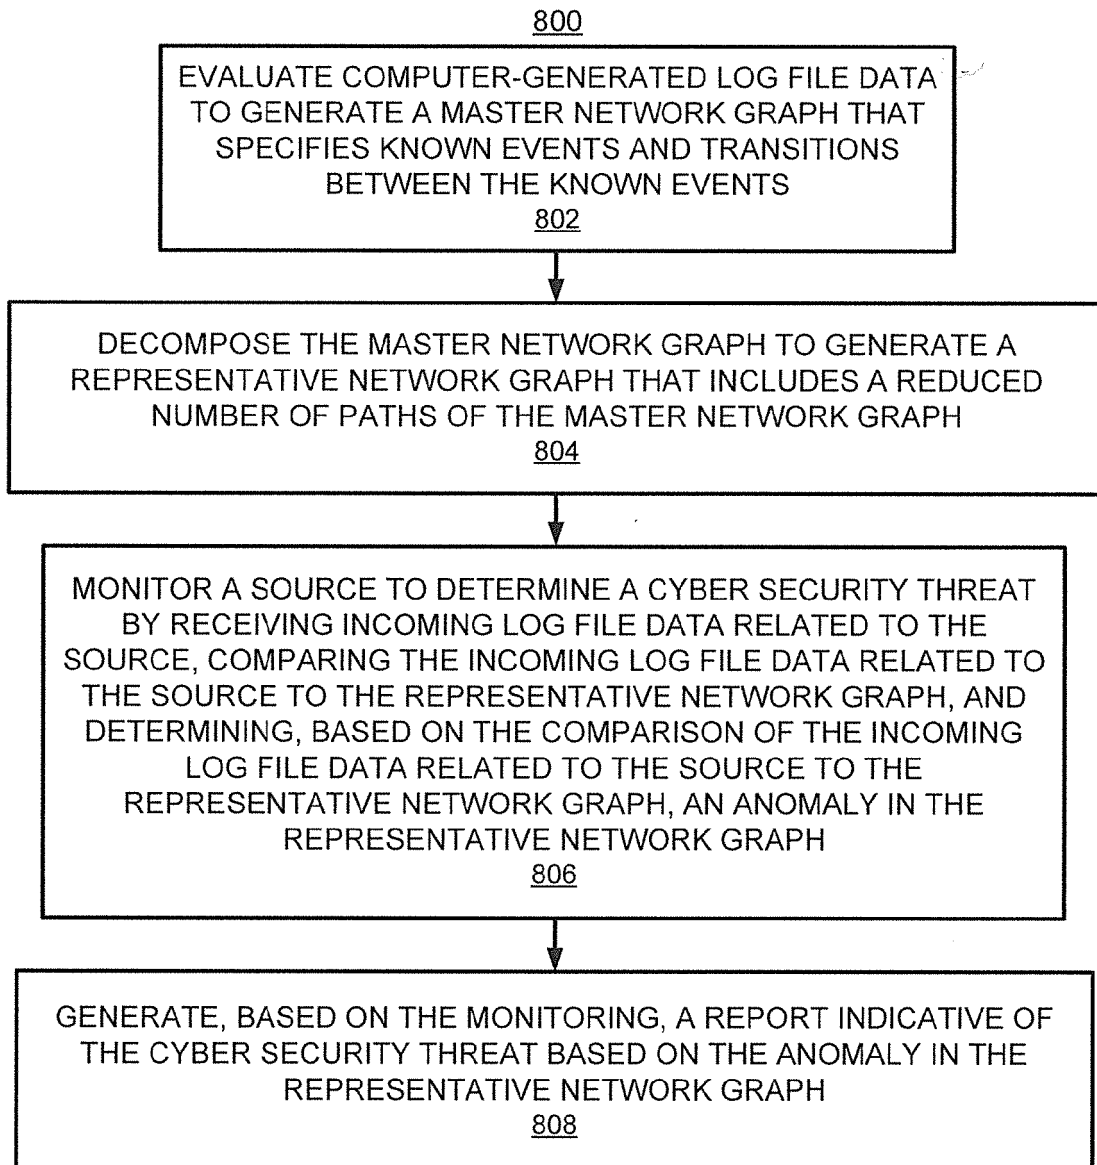 800
EVALUATE COMPUTER-GENERATED LOG FILE DATA
TO GENERATE A MASTER NETWORK GRAPH THAT
SPECIFIES KNOWN EVENTS AND TRANSITIONS
BETWEEN THE KNOWN EVENTS
802
DECOMPOSE THE MASTER NETWORK GRAPH TO GENERATE A
REPRESENTATIVE NETWORK GRAPH THAT INCLUDES A REDUCED
NUMBER OF PATHS OF THE MASTER NETWORK GRAPH
804
MONITOR A SOURCE TO DETERMINE A CYBER SECURITY THREAT
BY RECEIVING INCOMING LOG FILE DATA RELATED TO THE
SOURCE, COMPARING THE INCOMING LOG FILE DATA RELATED TO
THE SOURCE TO THE REPRESENTATIVE NETWORK GRAPH, AND
DETERMINING, BASED ON THE COMPARISON OF THE INCOMING
LOG FILE DATA RELATED TO THE SOURCE TO THE
REPRESENTATIVE NETWORK GRAPH, AN ANOMALY IN THE
REPRESENTATIVE NETWORK GRAPH
806
GENERATE, BASED ON THE MONITORING, A REPORT INDICATIVE OF
THE CYBER SECURITY THREAT BASED ON THE ANOMALY IN THE
REPRESENTATIVE NETWORK GRAPH
808